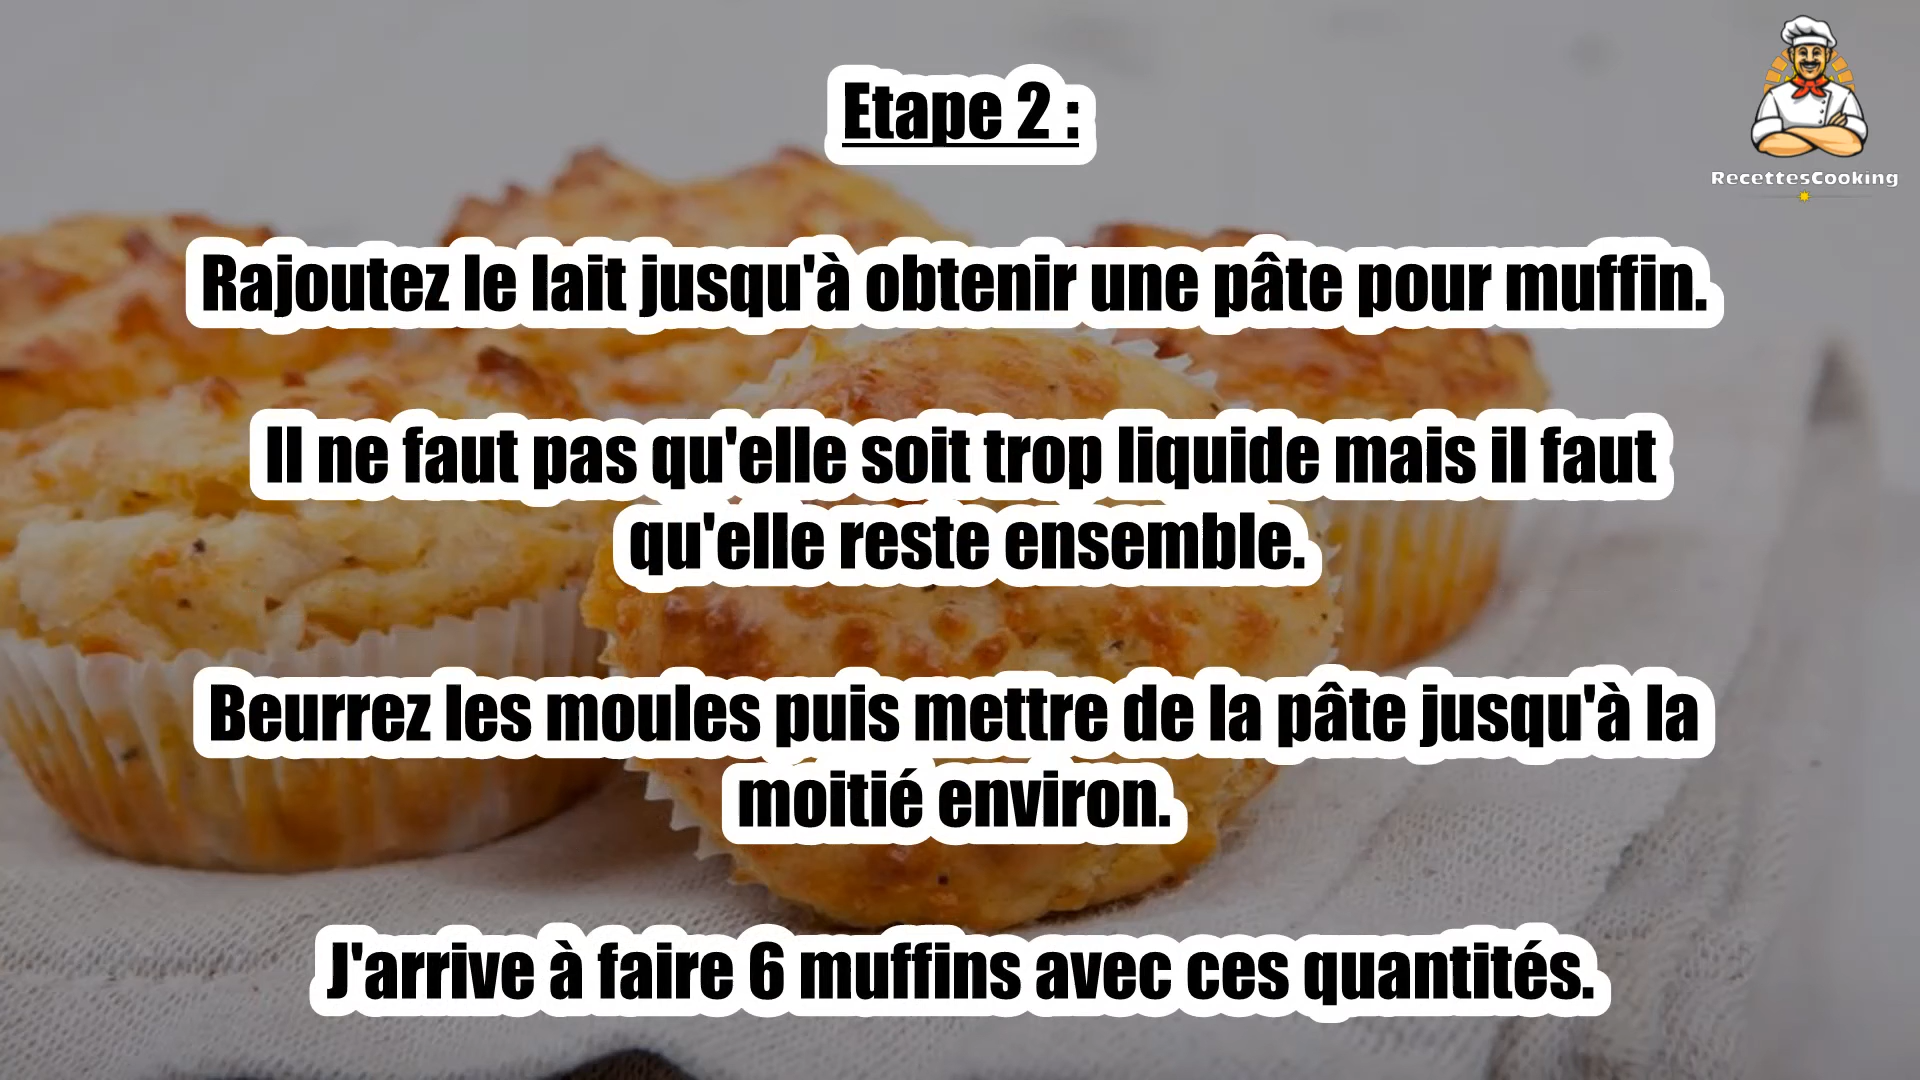 Etape 2 :
RecettesCooking
Rajoutez le lait jusqu'à obtenir une pâte pour muffin.
Il ne faut pas qu'elle soit trop liquide mais il faut
qu'elle reste ensemble.
Beurrez les moules puis mettre de la pâte jusqu'à la
moitié environ.
J'arrive à faire 6 muffins avec ces quantités.